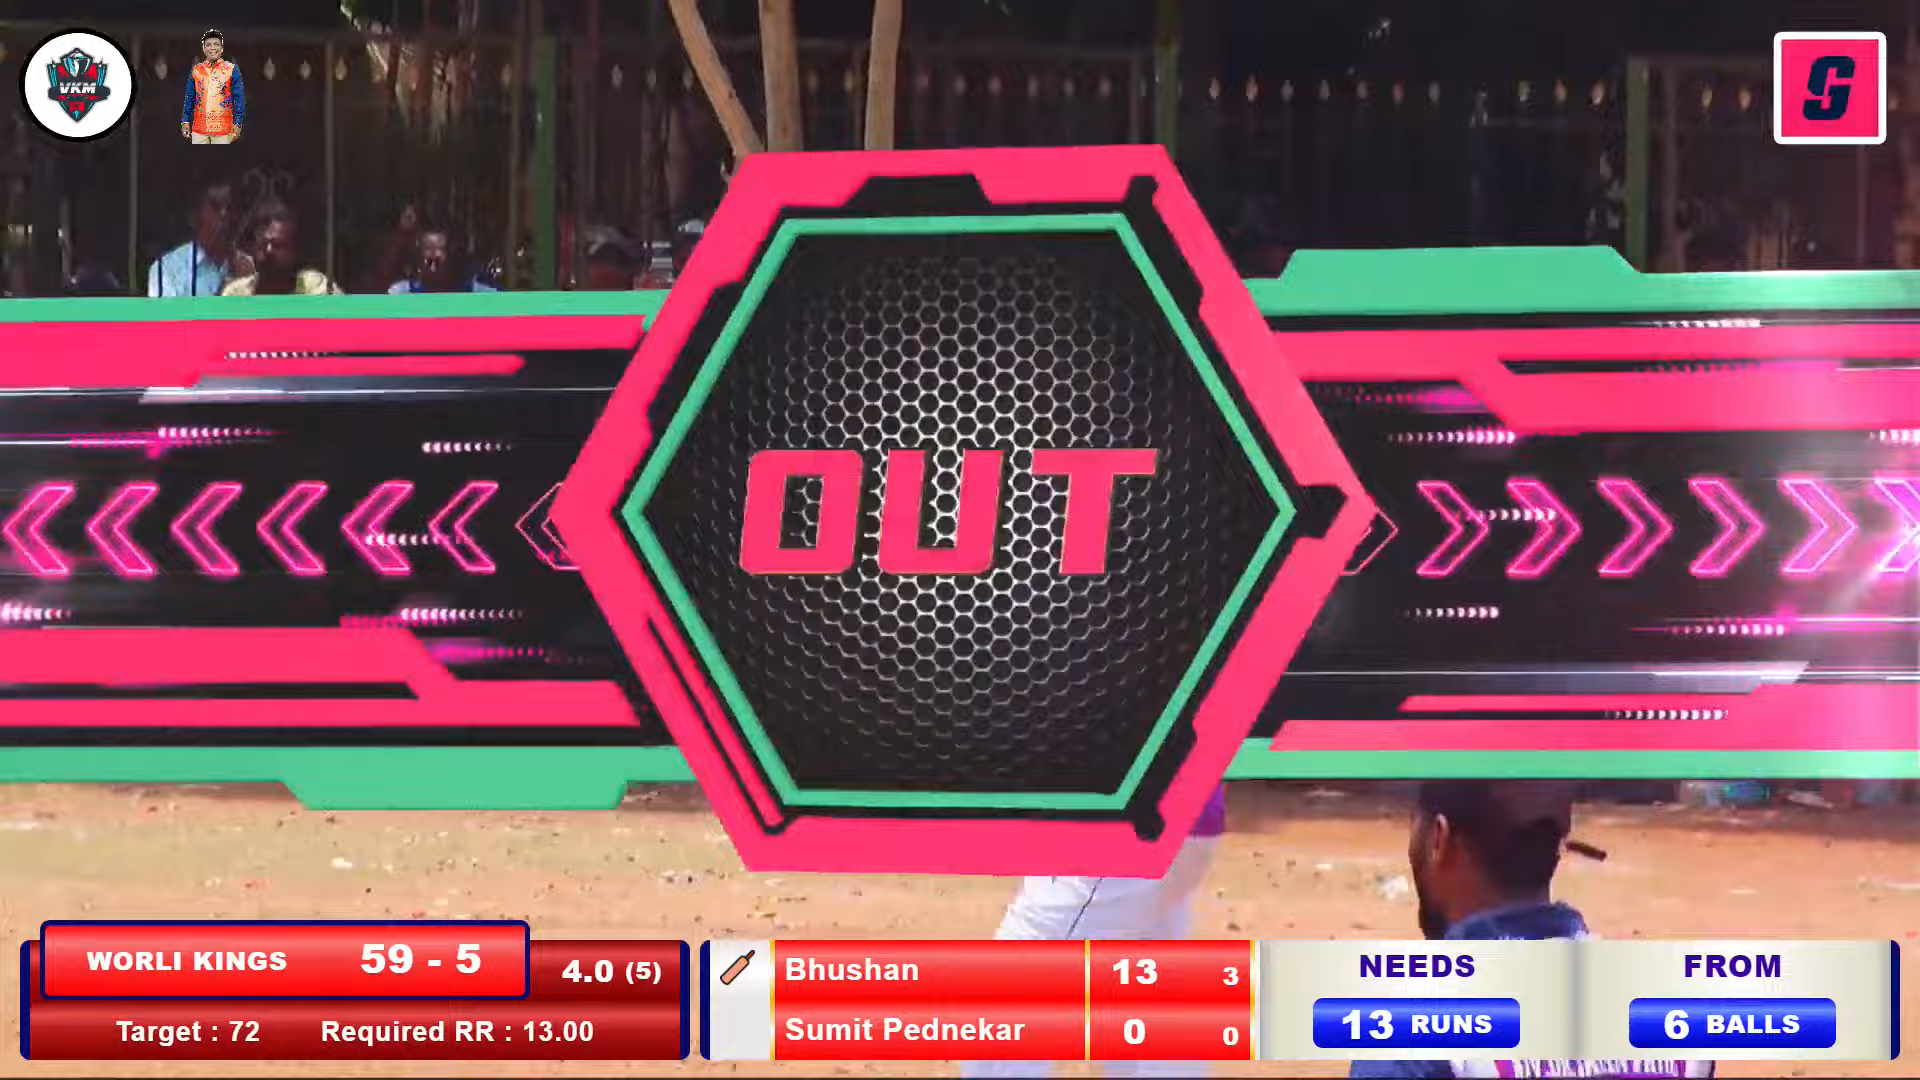 VKM
G
OUT
WORLI KINGS 59 - 5 4.0 (5)
Target : 72 Required RR : 13.00
Bhushan 13 3
Sumit Pednekar 0 0
NEEDS FROM
13 RUNS 6 BALLS